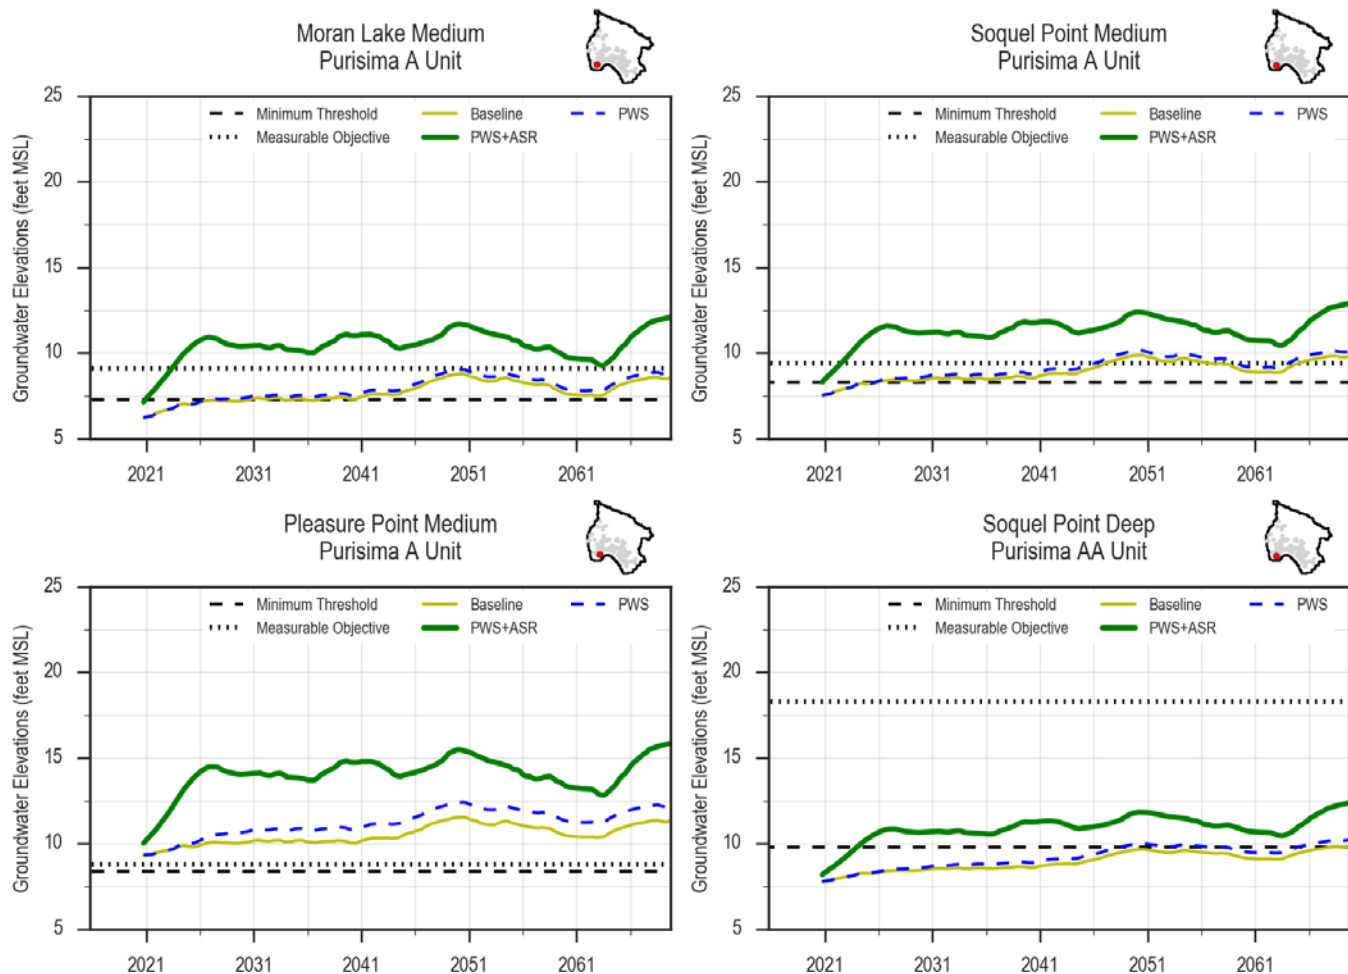 Moran Lake Medium
Purisima A Unit
Groundwater Elevations (feet MSL)
25
20
15
10
5
Minimum Threshold
Measurable Objective
Baseline
PWS+ASR
PWS
2021 2031 2041 2051 2061
Soquel Point Medium
Purisima A Unit
Groundwater Elevations (feet MSL)
25
20
15
10
5
Minimum Threshold
Measurable Objective
Baseline
PWS+ASR
PWS
2021 2031 2041 2051 2061
Pleasure Point Medium
Purisima A Unit
Groundwater Elevations (feet MSL)
25
20
15
10
5
Minimum Threshold
Measurable Objective
Baseline
PWS+ASR
PWS
2021 2031 2041 2051 2061
Soquel Point Deep
Purisima AA Unit
Groundwater Elevations (feet MSL)
25
20
15
10
5
Minimum Threshold
Measurable Objective
Baseline
PWS+ASR
PWS
2021 2031 2041 2051 2061